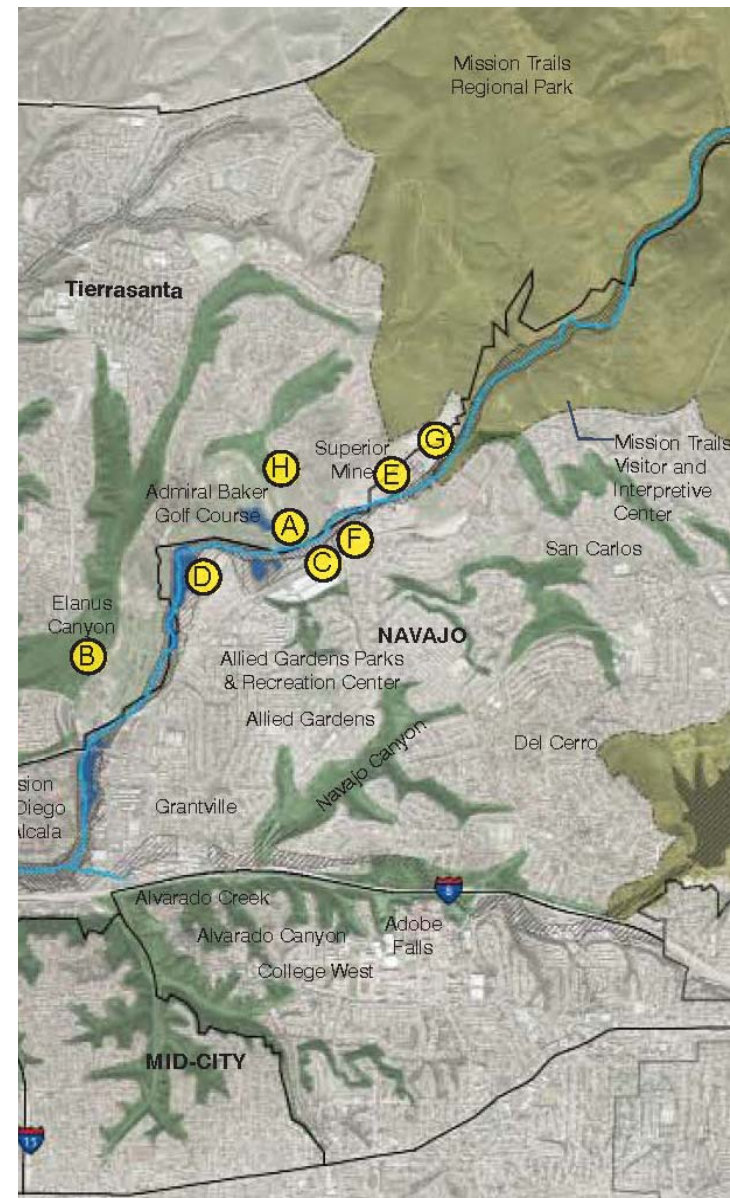 Mission Trails
Regional Park
Tierrasanta
G
Superior
Mine
E
Mission Trails
Visitor and
Interpretive
Center
H
Admiral Baker
Golf Course
A
F
C
San Carlos
D
Elanus
Canyon
B
NAVAJO
Allied Gardens Parks
& Recreation Center
Allied Gardens
Navajo Canyon
Del Cerro
sion
Diego
Alcala
Grantville
8
Alvarado Creek
Adobe
Falls
Alvarado Canyon
College West
MID-CITY
15